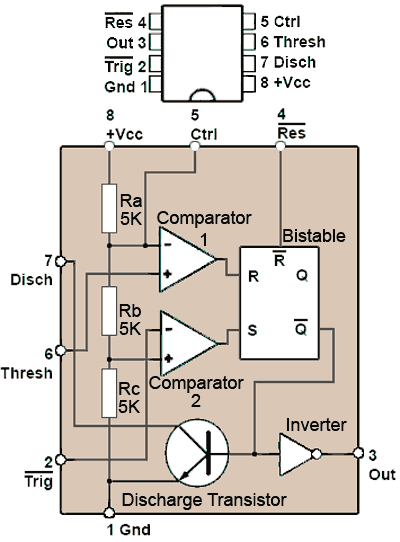 Res 4
5 Ctrl
Out 3
6 Thresh
Trig 2
7 Disch
Gnd 1
8 +Vcc
8
+Vcc
5
Ctrl
4
Res
Ra
5K
Comparator
1
Bistable
-
+
R
R
Q
S
Q
7
Disch
Rb
5K
-
+
6
Thresh
Comparator
2
Rc
5K
Inverter
2
Trig
3
Out
Discharge Transistor
1 Gnd